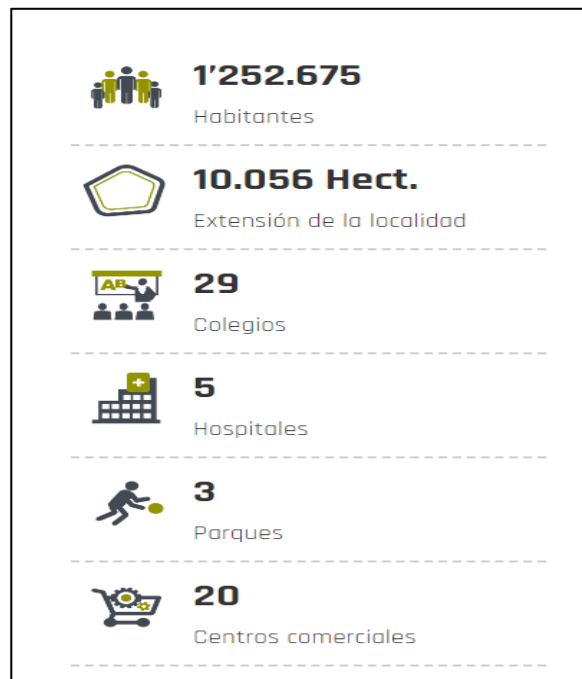 1'252.675
Habitantes
10.056 Hect.
Extensión de la localidad
AB
29
Colegios
5
Hospitales
3
Parques
20
Centros comerciales